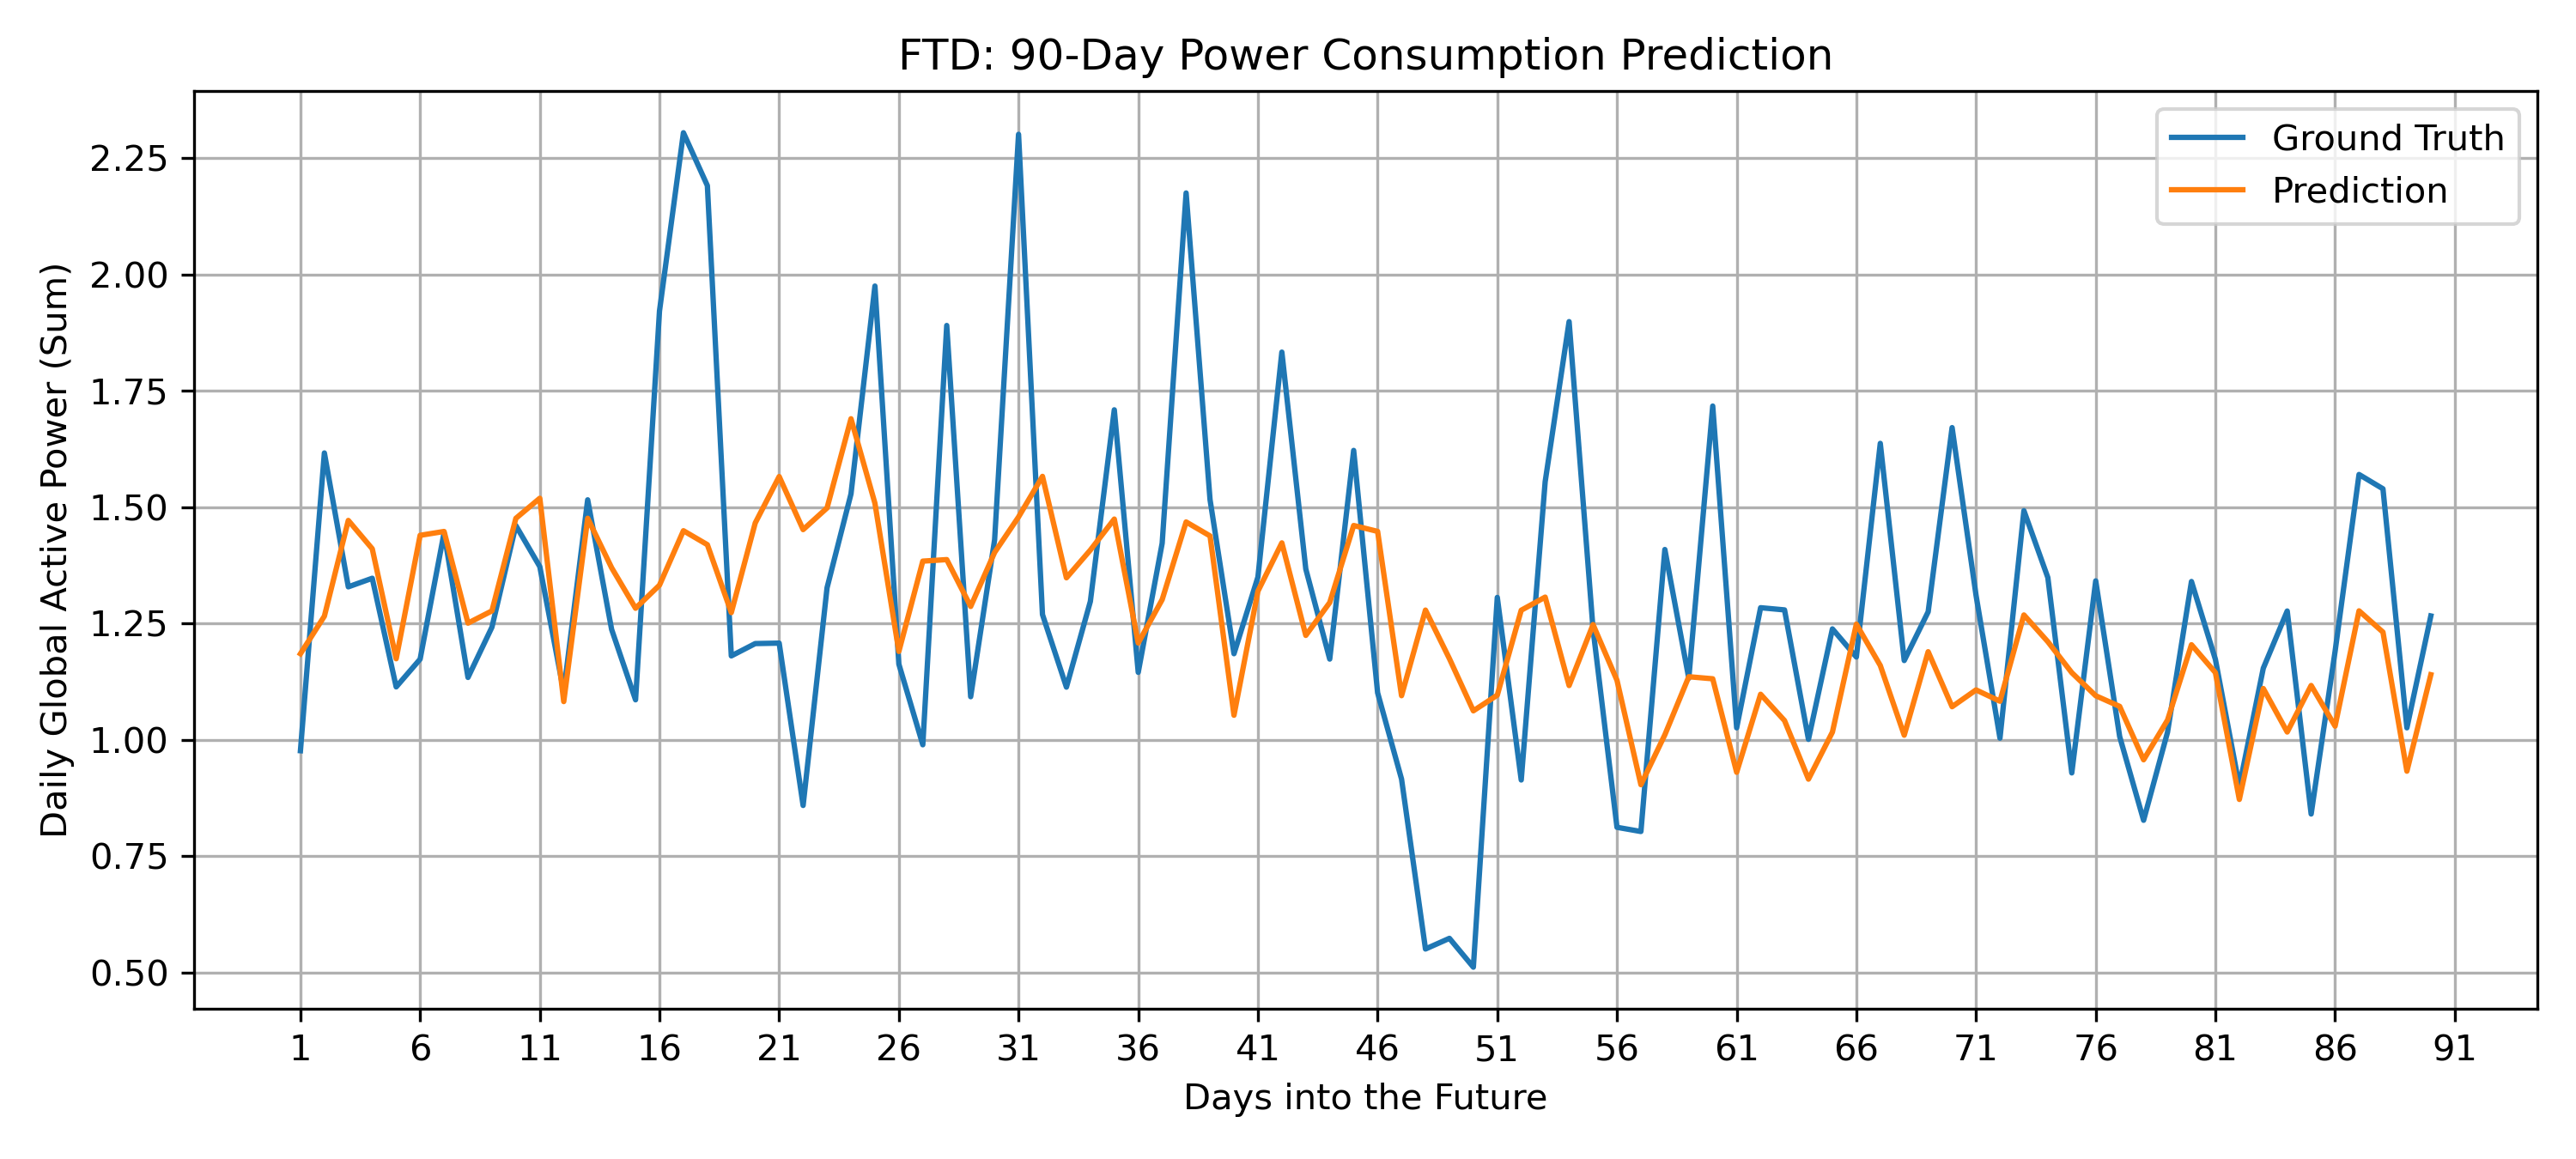 FTD: 90-Day Power Consumption Prediction
Ground Truth
Prediction
Daily Global Active Power (Sum)
2.25
2.00
1.75
1.50
1.25
1.00
0.75
0.50
1 6 11 16 21 26 31 36 41 46 51 56 61 66 71 76 81 86 91
Days into the Future